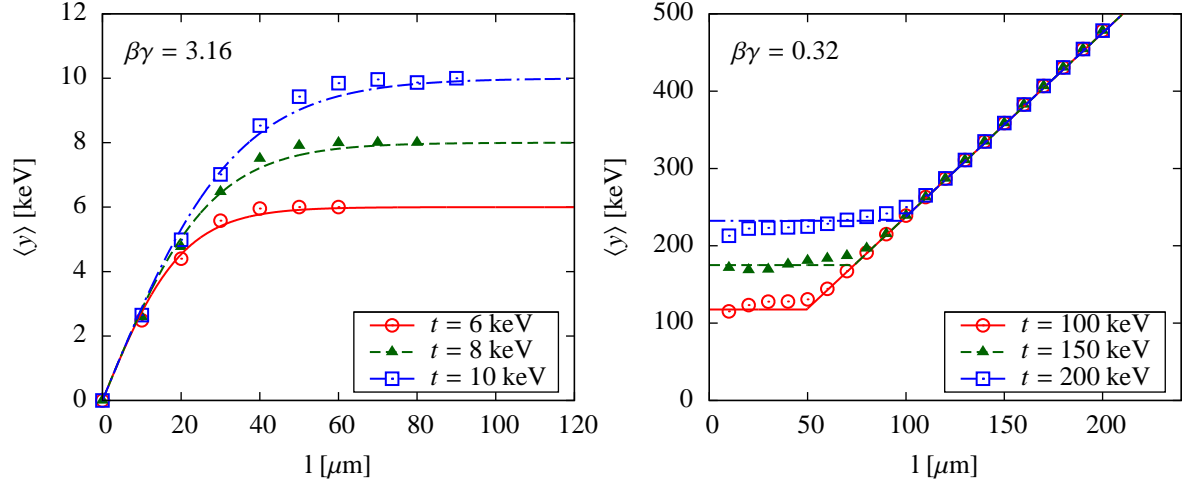 12
10
8
6
4
2
0
⟨y⟩ [keV]
βγ = 3.16
t = 6 keV
t = 8 keV
t = 10 keV
0 20 40 60 80 100 120
l [μm]
500
400
300
200
100
0
⟨y⟩ [keV]
βγ = 0.32
t = 100 keV
t = 150 keV
t = 200 keV
0 50 100 150 200
l [μm]